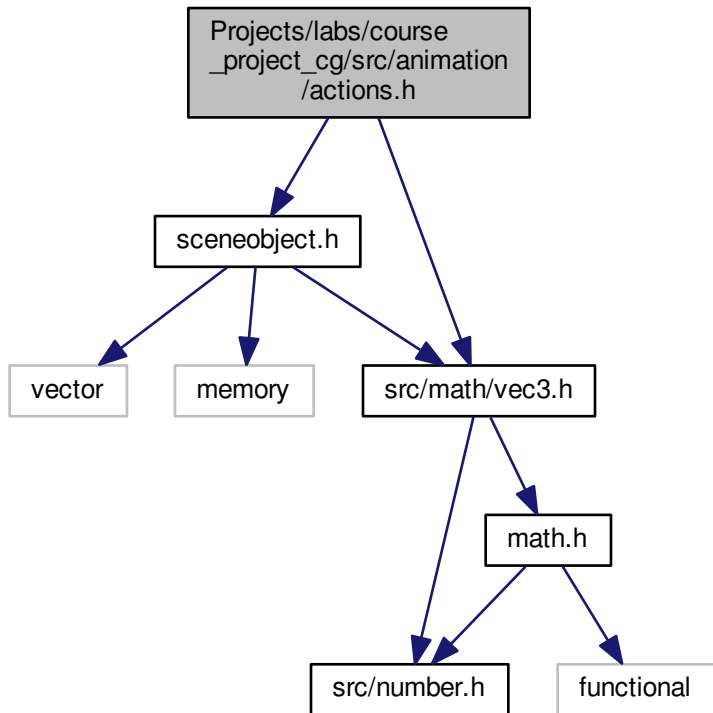 Projects/labs/course
_project_cg/src/animation
/actions.h
sceneobject.h
vector
memory
src/math/vec3.h
math.h
src/number.h
functional